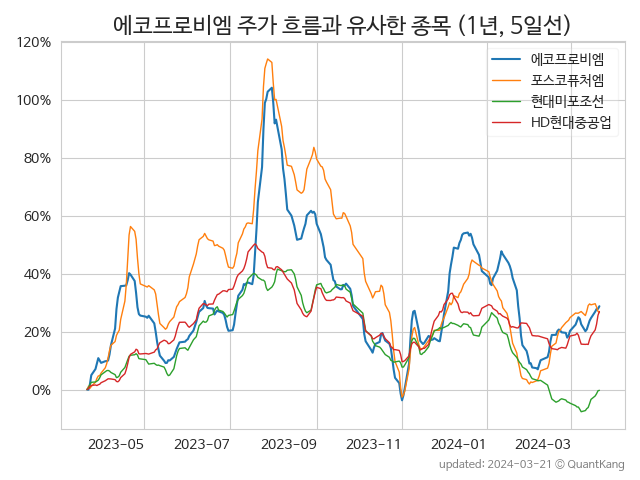 에코프로비엠 주가 흐름과 유사한 종목 (1년, 5일선)
120%
100%
80%
60%
40%
20%
0%
에코프로비엠
포스코퓨처엠
현대미포조선
HD현대중공업
2023-05 2023-07 2023-09 2023-11 2024-01 2024-03
updated: 2024-03-21 © QuantKang